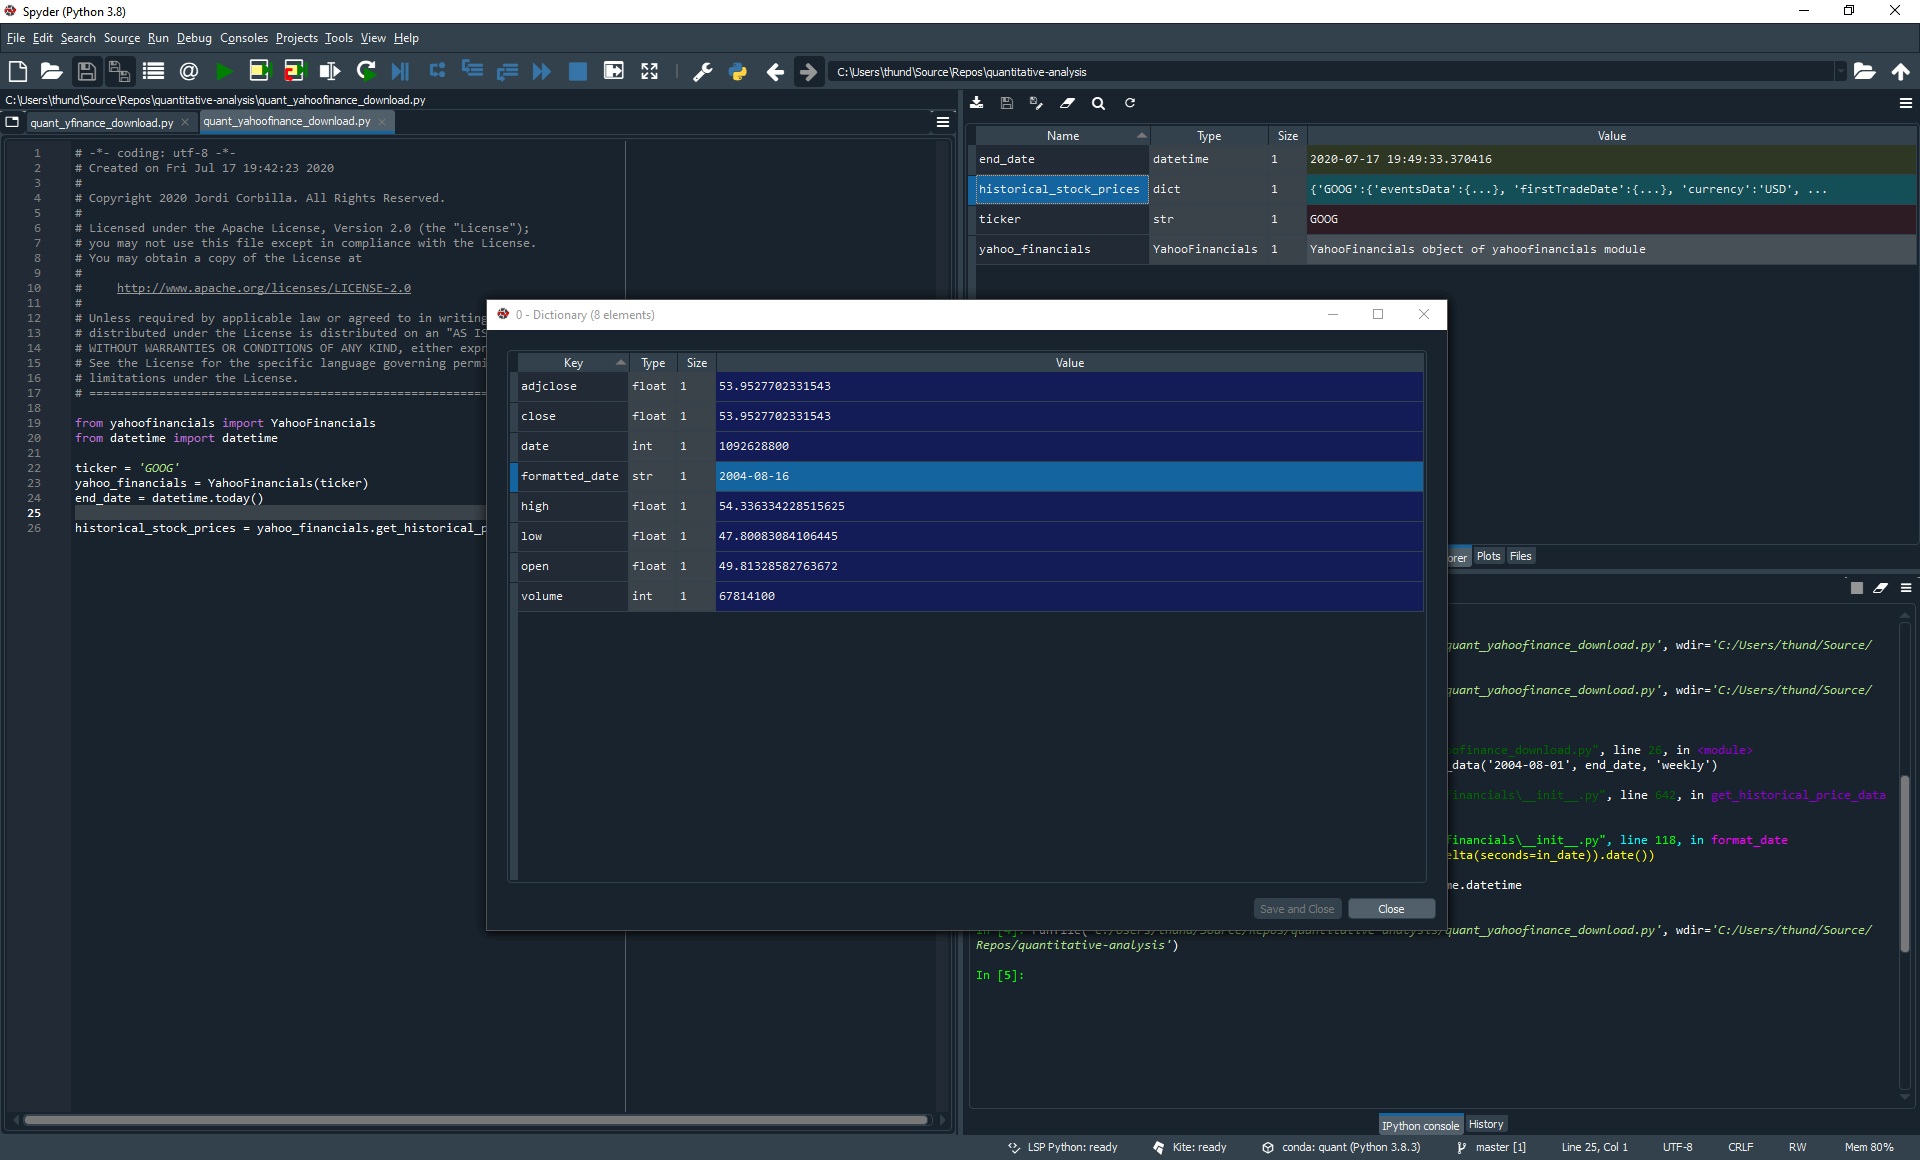 Spyder (Python 3.8)
File Edit Search Source Run Debug Consoles Projects Tools View Help
C:\Users\thund\Source\Repos\quantitative-analysis
C:\Users\thund\Source\Repos\quantitative-analysis\quant_yahoofinance_download.py
quant_yfinance_download.py quant_yahoofinance_download.py
1 # -*- coding: utf-8 -*-
2 # Created on Fri Jul 17 19:42:23 2020
3 #
4 # Copyright 2020 Jordi Corbilla. All Rights Reserved.
5 #
6 # Licensed under the Apache License, Version 2.0 (the "License");
7 # you may not use this file except in compliance with the License.
8 # You may obtain a copy of the License at
9 #
10 # http://www.apache.org/licenses/LICENSE-2.0
11 #
12 # Unless required by applicable law or agreed to in writing
13 # distributed under the License is distributed on an "AS IS
14 # WITHOUT WARRANTIES OR CONDITIONS OF ANY KIND, either expr
15 # See the License for the specific language governing permi
16 # limitations under the License.
17 # =========================================================
18
19 from yahoofinancials import YahooFinancials
20 from datetime import datetime
21
22 ticker = 'GOOG'
23 yahoo_financials = YahooFinancials(ticker)
24 end_date = datetime.today()
25
26 historical_stock_prices = yahoo_financials.get_historical_p
Name Type Size Value
end_date datetime 1 2020-07-17 19:49:33.370416
historical_stock_prices dict 1 {'GOOG':{'eventsData':{...}, 'firstTradeDate':{...}, 'currency':'USD', ...
ticker str 1 GOOG
yahoo_financials YahooFinancials 1 YahooFinancials object of yahoofinancials module
0 - Dictionary (8 elements)
Key Type Size Value
adjclose float 1 53.9527702331543
close float 1 53.9527702331543
date int 1 1092628800
formatted_date str 1 2004-08-16
high float 1 54.336334228515625
low float 1 47.80083084106445
open float 1 49.81328582763672
volume int 1 67814100
Save and Close Close
orer Plots Files
quant_yahoofinance_download.py', wdir='C:/Users/thund/Source/
quant_yahoofinance_download.py', wdir='C:/Users/thund/Source/
oofinance_download.py", line 26, in <module>
_data('2004-08-01', end_date, 'weekly')
financials\__init__.py", line 642, in get_historical_price_data
financials\__init__.py", line 118, in format_date
elta(seconds=in_date)).date())
me.datetime
In [4]: runfile('C:/Users/thund/Source/Repos/quantitative-analysis/quant_yahoofinance_download.py', wdir='C:/Users/thund/Source/
Repos/quantitative-analysis')
In [5]:
IPython console History
LSP Python: ready Kite: ready conda: quant (Python 3.8.3) master [1] Line 25, Col 1 UTF-8 CRLF RW Mem 80%